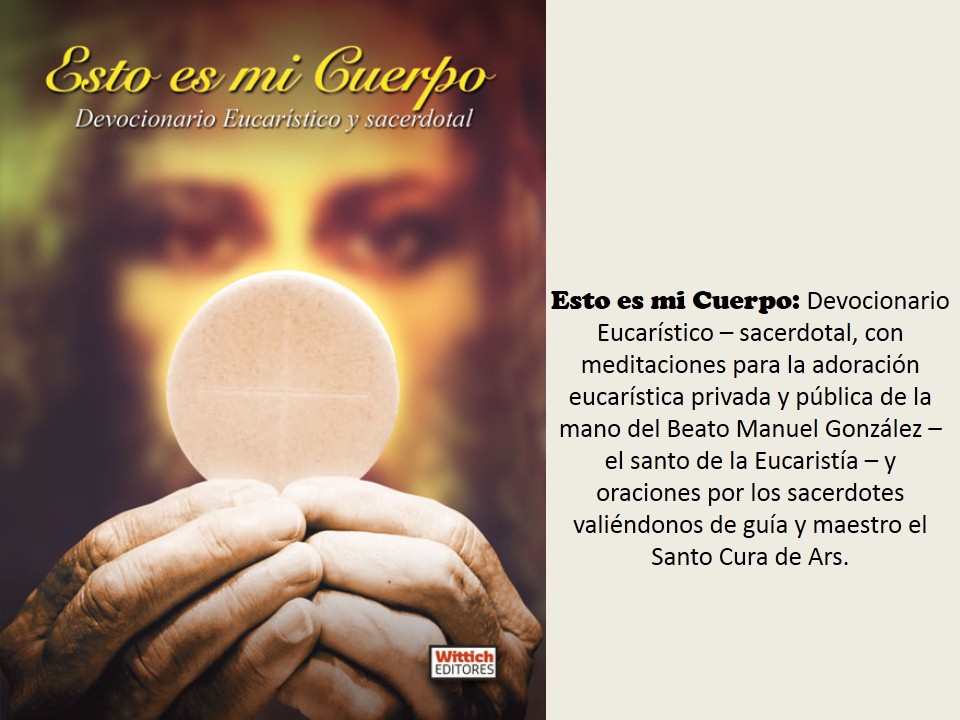 Esto es mi Cuerpo
Devocionario Eucarístico y sacerdotal
Wittich
EDITORES
Esto es mi Cuerpo: Devocionario
Eucarístico – sacerdotal, con
meditaciones para la adoración
eucarística privada y pública de la
mano del Beato Manuel González –
el santo de la Eucaristía – y
oraciones por los sacerdotes
valiéndonos de guía y maestro el
Santo Cura de Ars.